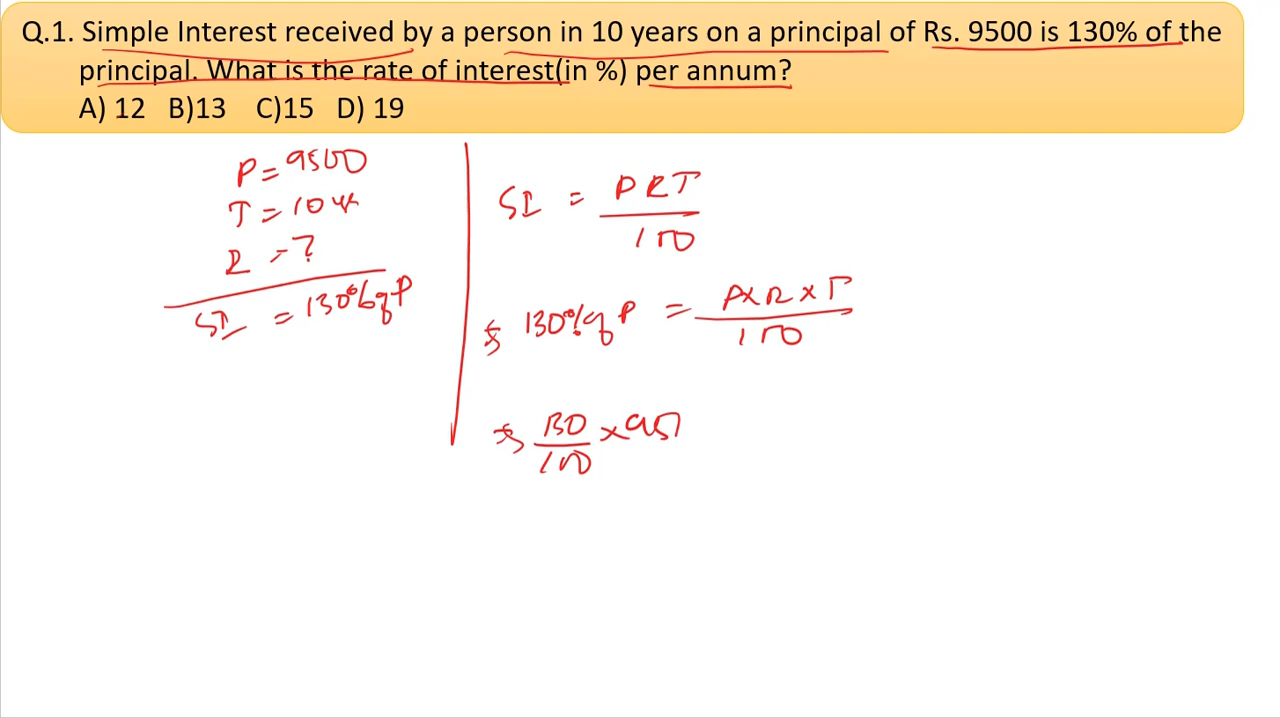 Q.1. Simple Interest received by a person in 10 years on a principal of Rs. 9500 is 130% of the
principal. What is the rate of interest(in %) per annum?
A) 12 B)13 C)15 D) 19
P = 9500
T = 10 yr
R = ?
SI = 130% of P
SI = PRT
100
130% of P = P×R×T
100
130
100 × 95